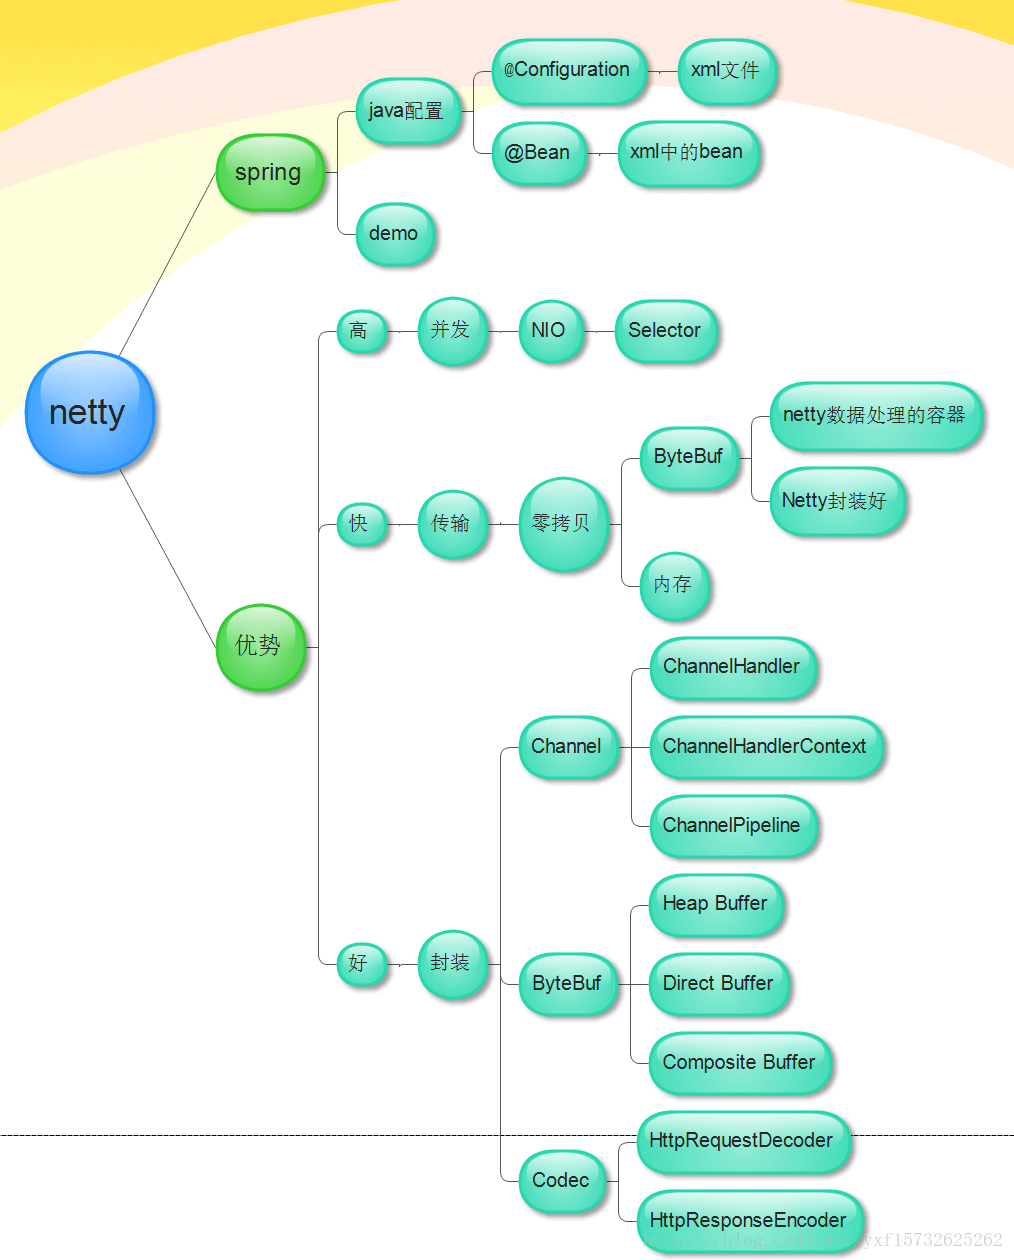 netty
spring
java配置
@Configuration
xml文件
@Bean
xml中的bean
demo
优势
高
并发
NIO
Selector
快
传输
零拷贝
ByteBuf
netty数据处理的容器
Netty封装好
内存
好
封装
Channel
ChannelHandler
ChannelHandlerContext
ChannelPipeline
ByteBuf
Heap Buffer
Direct Buffer
Composite Buffer
Codec
HttpRequestDecoder
HttpResponseEncoder
yxf15732625262